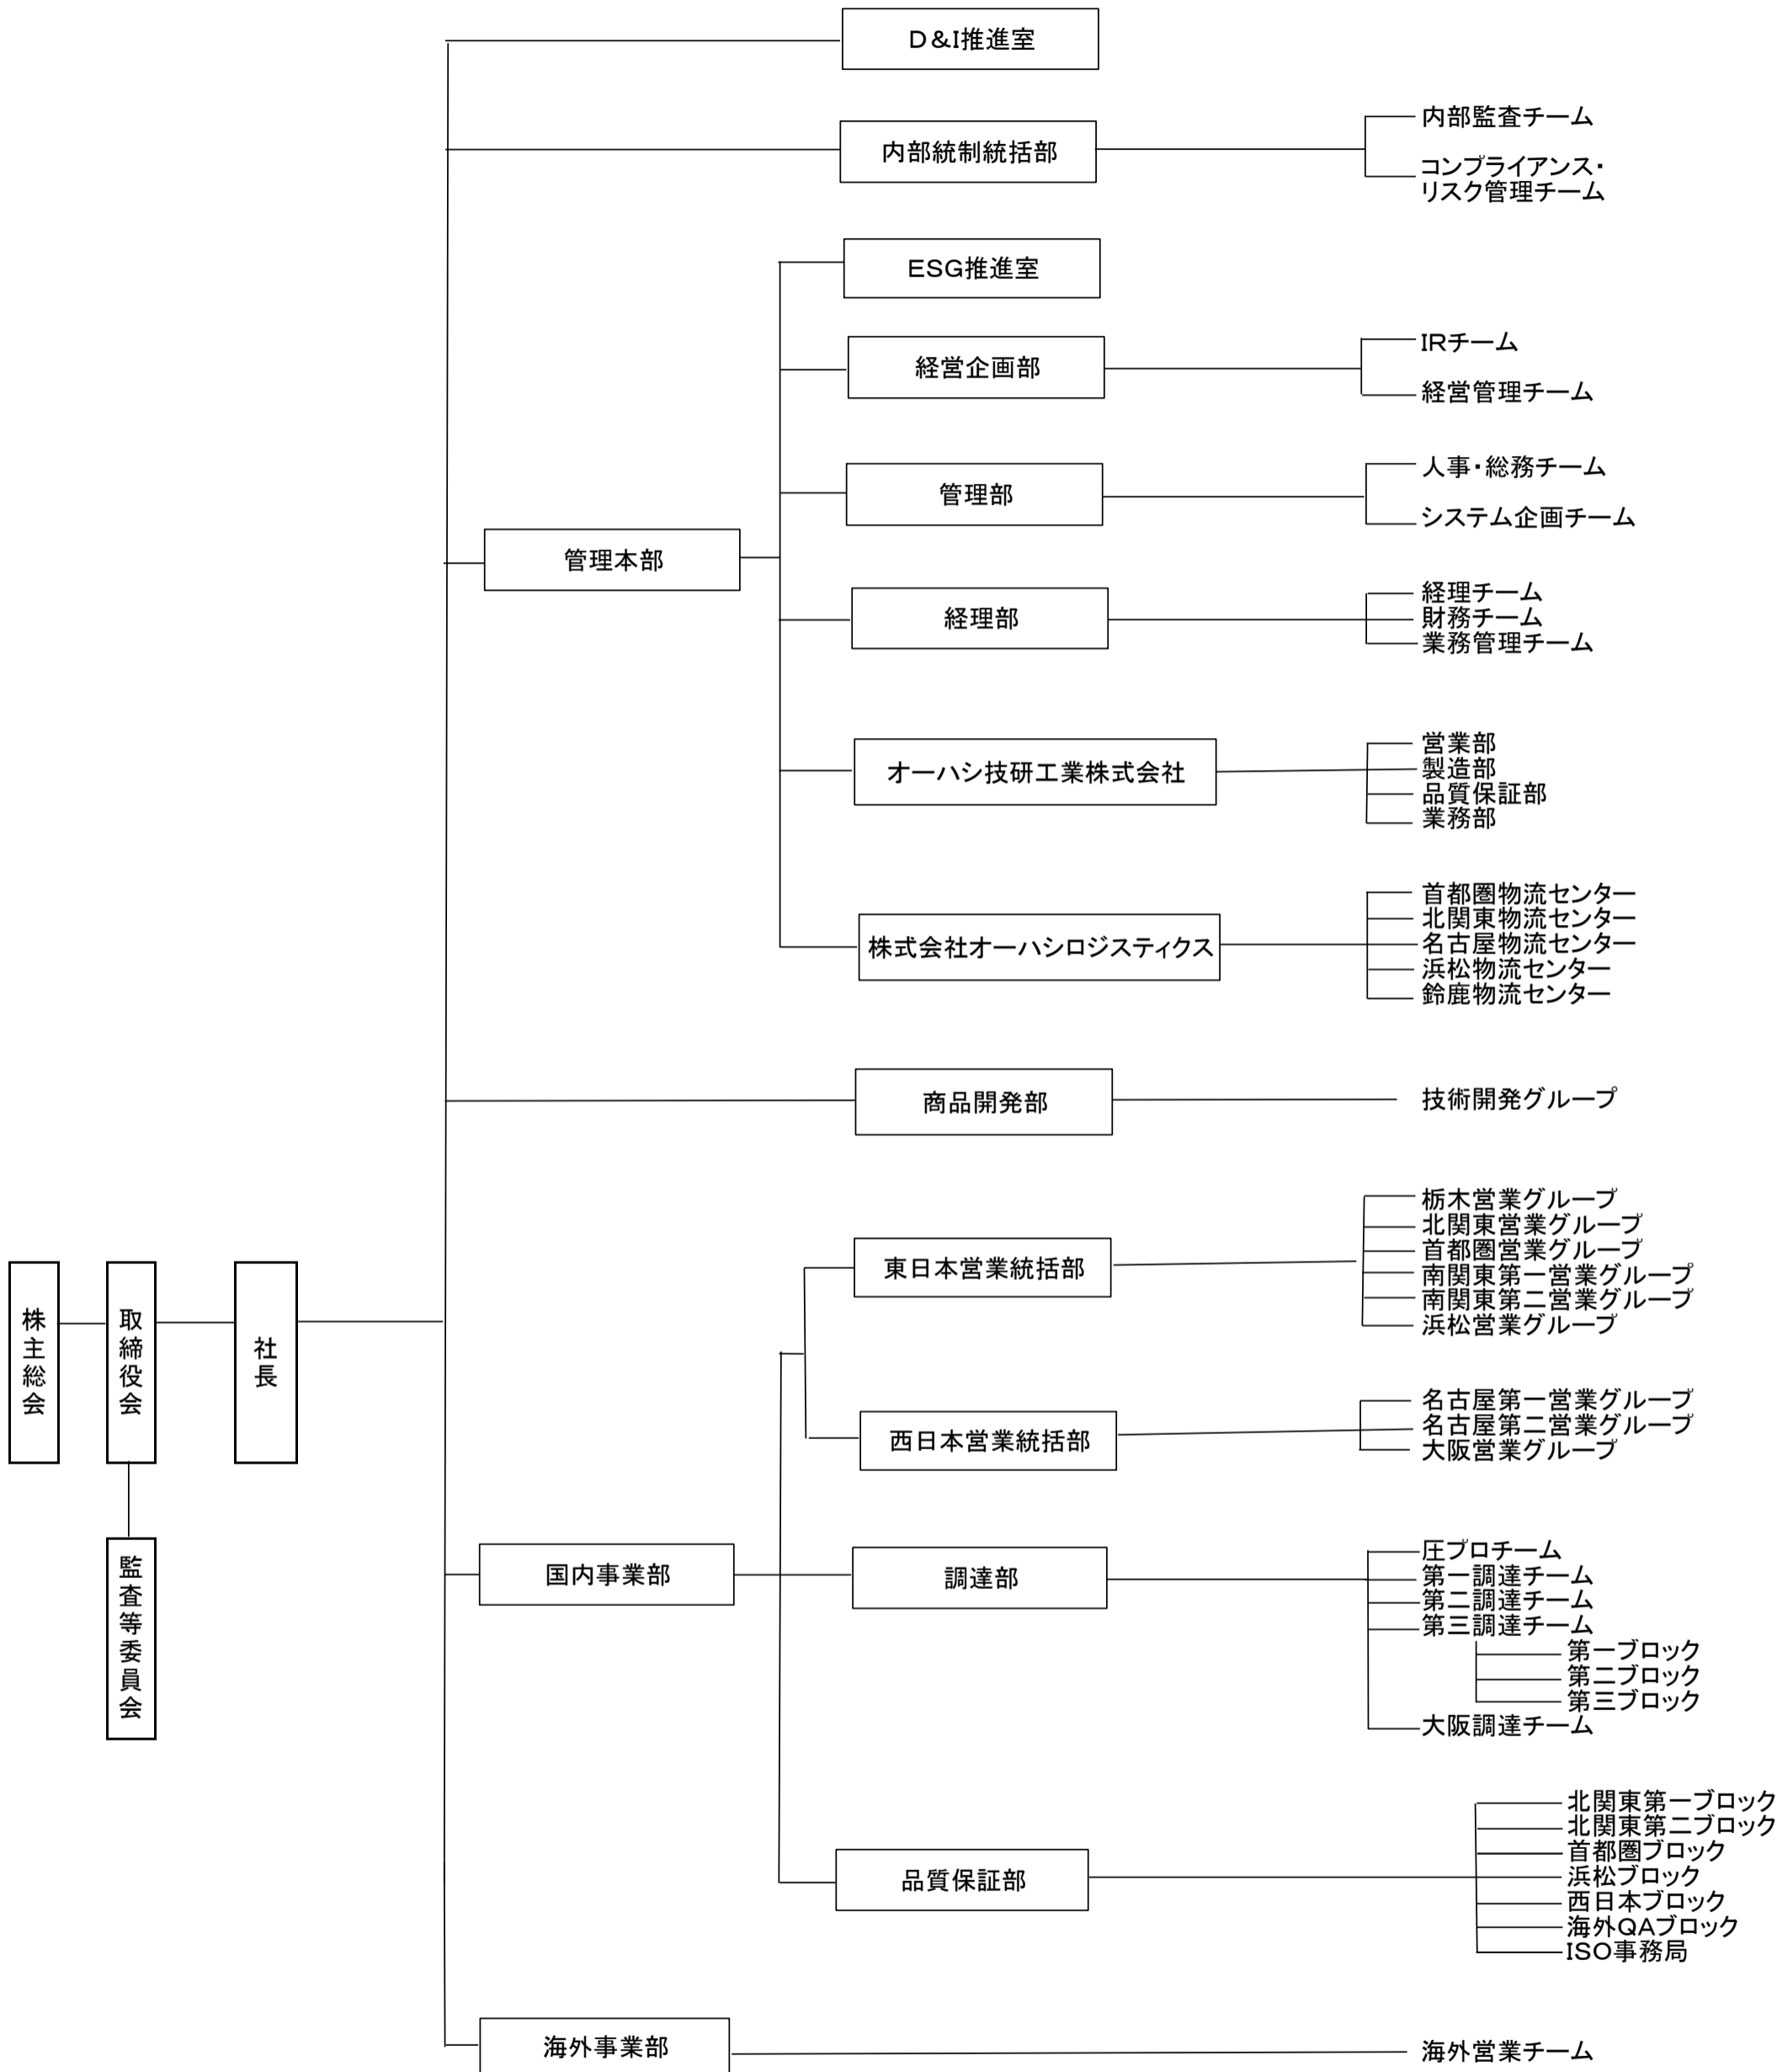 D&I推進室
内部統制統括部
内部監査チーム
コンプライアンス・
リスク管理チーム
ESG推進室
経営企画部
IRチーム
経営管理チーム
管理部
人事・総務チーム
システム企画チーム
管理本部
経理部
経理チーム
財務チーム
業務管理チーム
オーハシ技研工業株式会社
営業部
製造部
品質保証部
業務部
株式会社オーハシロジスティクス
首都圏物流センター
北関東物流センター
名古屋物流センター
浜松物流センター
鈴鹿物流センター
商品開発部
技術開発グループ
株主総会
取締役会
社長
監査等委員会
東日本営業統括部
栃木営業グループ
北関東営業グループ
首都圏営業グループ
南関東第一営業グループ
南関東第二営業グループ
浜松営業グループ
西日本営業統括部
名古屋第一営業グループ
名古屋第二営業グループ
大阪営業グループ
国内事業部
調達部
圧プロチーム
第一調達チーム
第二調達チーム
第三調達チーム
第一ブロック
第二ブロック
第三ブロック
大阪調達チーム
品質保証部
北関東第一ブロック
北関東第二ブロック
首都圏ブロック
浜松ブロック
西日本ブロック
海外QAブロック
ISO事務局
海外事業部
海外営業チーム